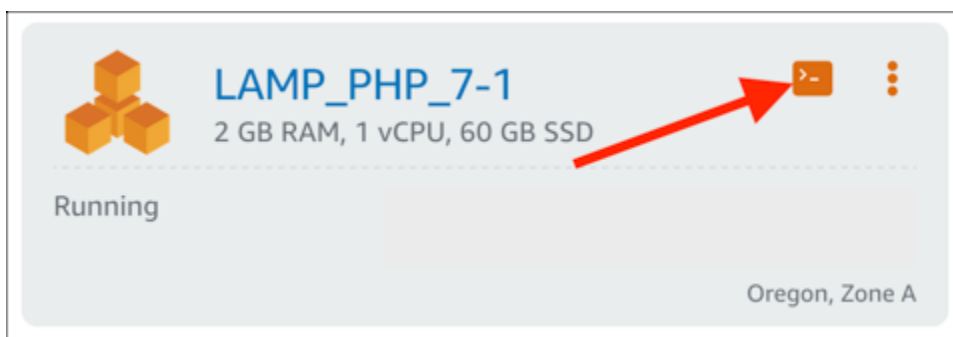 LAMP_PHP_7-1
2 GB RAM, 1 vCPU, 60 GB SSD
Running
Oregon, Zone A